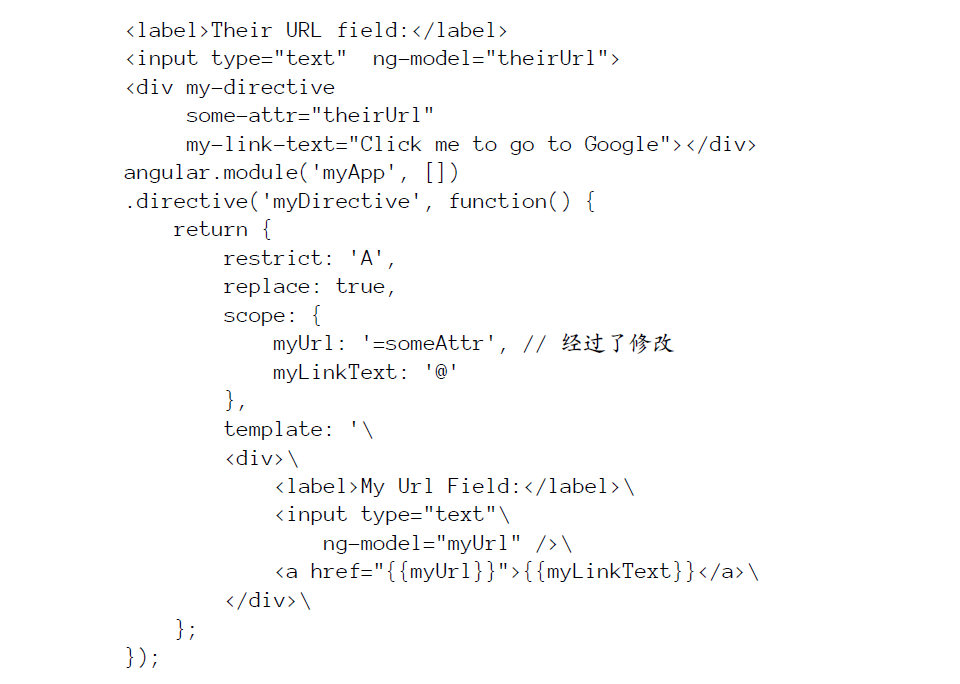 <label>Their URL field:</label>
<input type="text"  ng-model="theirUrl">
<div my-directive
     some-attr="theirUrl"
     my-link-text="Click me to go to Google"></div>
angular.module('myApp', [])
.directive('myDirective', function() {
    return {
        restrict: 'A',
        replace: true,
        scope: {
            myUrl: '=someAttr', // 经过了修改
            myLinkText: '@'
        },
        template: '\
        <div>\
            <label>My Url Field:</label>\
            <input type="text"\
                ng-model="myUrl" />\
            <a href="{{myUrl}}">{{myLinkText}}</a>\
        </div>\
    };
});